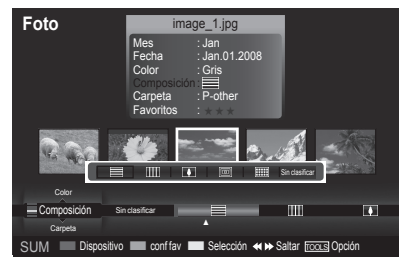 Foto
image_1.jpg
Mes : Jan
Fecha : Jan.01.2008
Color : Gris
Composición :
Carpeta : P-other
Favoritos : ★ ★ ★
Sin clasificar
Color
Composición Sin clasificar
Carpeta
SUM Dispositivo conf fav Selección Saltar TOOLS Opción